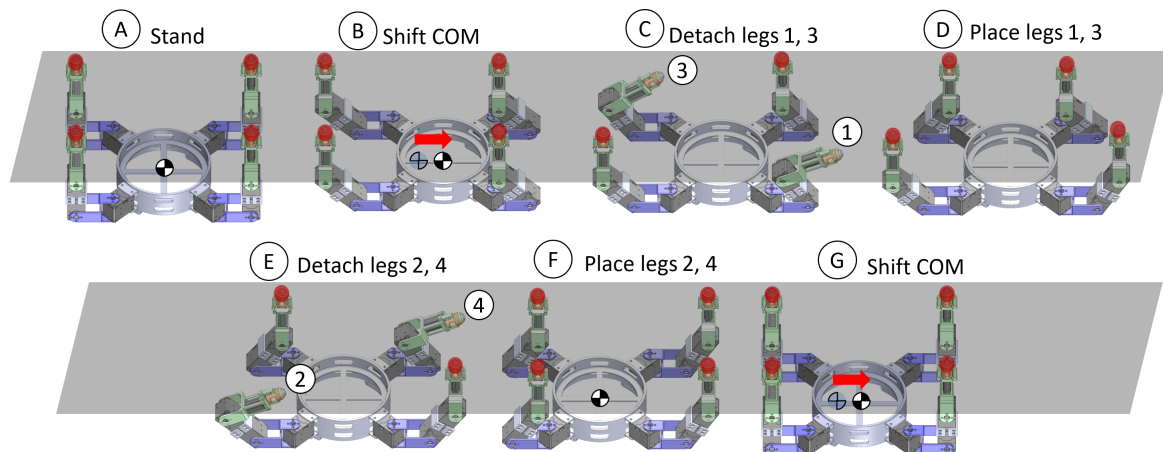 A Stand
B Shift COM
C Detach legs 1, 3
D Place legs 1, 3
3
1
E Detach legs 2, 4
F Place legs 2, 4
G Shift COM
4
2